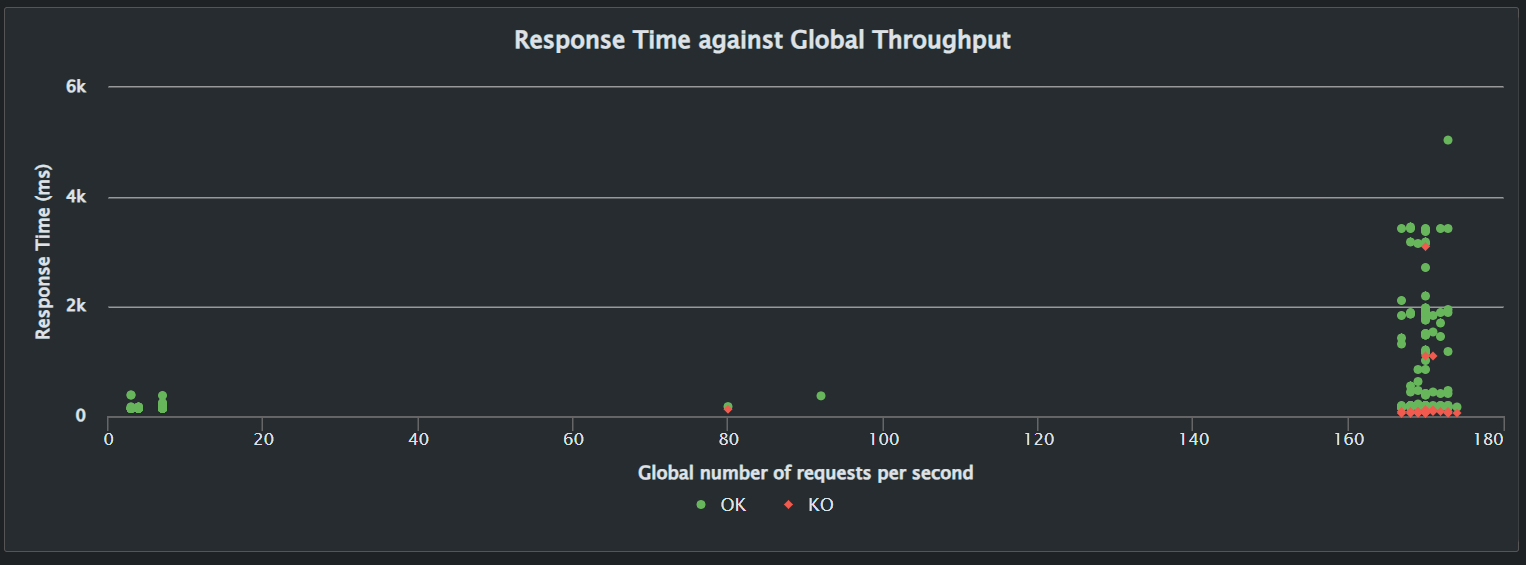 Response Time against Global Throughput
6k
4k
2k
0
Response Time (ms)
0 20 40 60 80 100 120 140 160 180
Global number of requests per second
OK KO